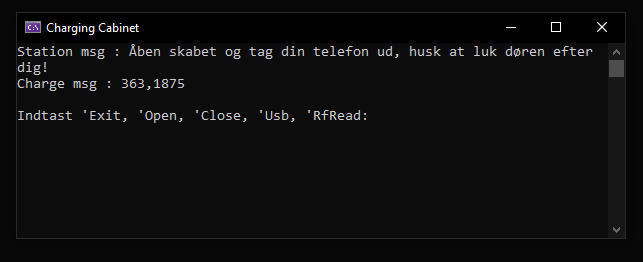 Charging Cabinet
Station msg : Åben skabet og tag din telefon ud, husk at luk døren efter
dig!
Charge msg : 363,1875
Indtast 'Exit, 'Open, 'Close, 'Usb, 'RfRead: